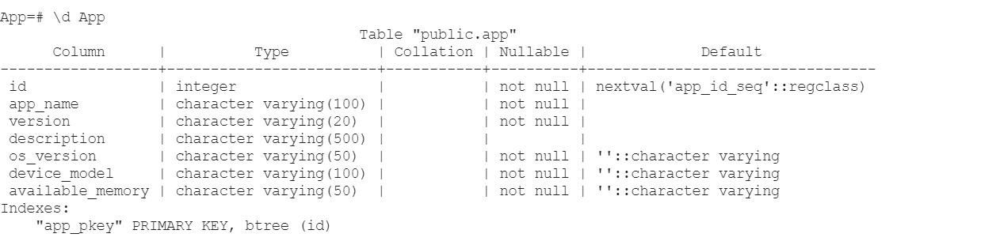 App=# \d App
                                         Table "public.app"
      Column      |          Type          | Collation | Nullable |             Default
------------------+------------------------+-----------+----------+---------------------------------
 id               | integer                |           | not null | nextval('app_id_seq'::regclass)
 app_name         | character varying(100) |           | not null |
 version          | character varying(20)  |           | not null |
 description      | character varying(500) |           |          |
 os_version       | character varying(50)  |           | not null | ''::character varying
 device_model     | character varying(100) |           | not null | ''::character varying
 available_memory | character varying(50)  |           | not null | ''::character varying
Indexes:
    "app_pkey" PRIMARY KEY, btree (id)